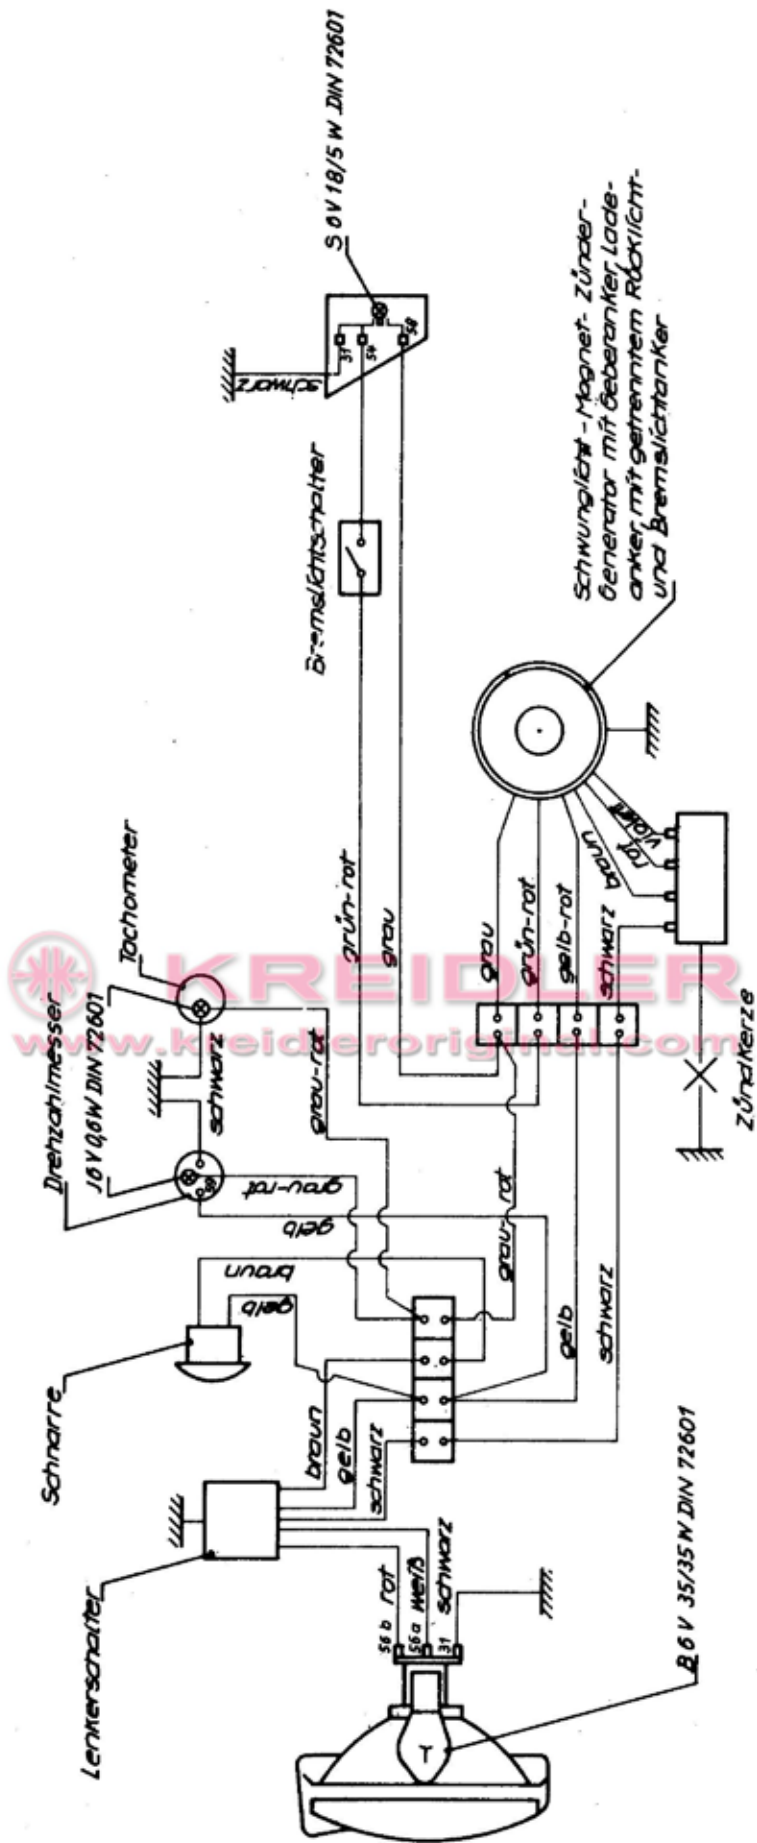 Lenkerschalter
Schnarre
Drehzahlmesser
J 6V 0,6W DIN 72601
Tachometer
Bremslichtschalter
S 6V 18/5 W DIN 72601
schwarz
31
54
58
schwarz
59
grau-rot
gelb
braun
gelb
grau-rot
grün-rot
grau
braun
gelb
schwarz
56 b
rot
56a
weiß
31
schwarz
grau-rot
gelb
schwarz
grau
grün-rot
gelb-rot
schwarz
braun
rot
violett
Schwunglicht-Magnet-Zünder-
Generator mit Geberanker, Lade-
anker, mit getrenntem Rücklicht-
und Bremslichtanker
B 6 V 35/35 W DIN 72601
Zündkerze
KREIDLER
www.kreidleroriginal.com